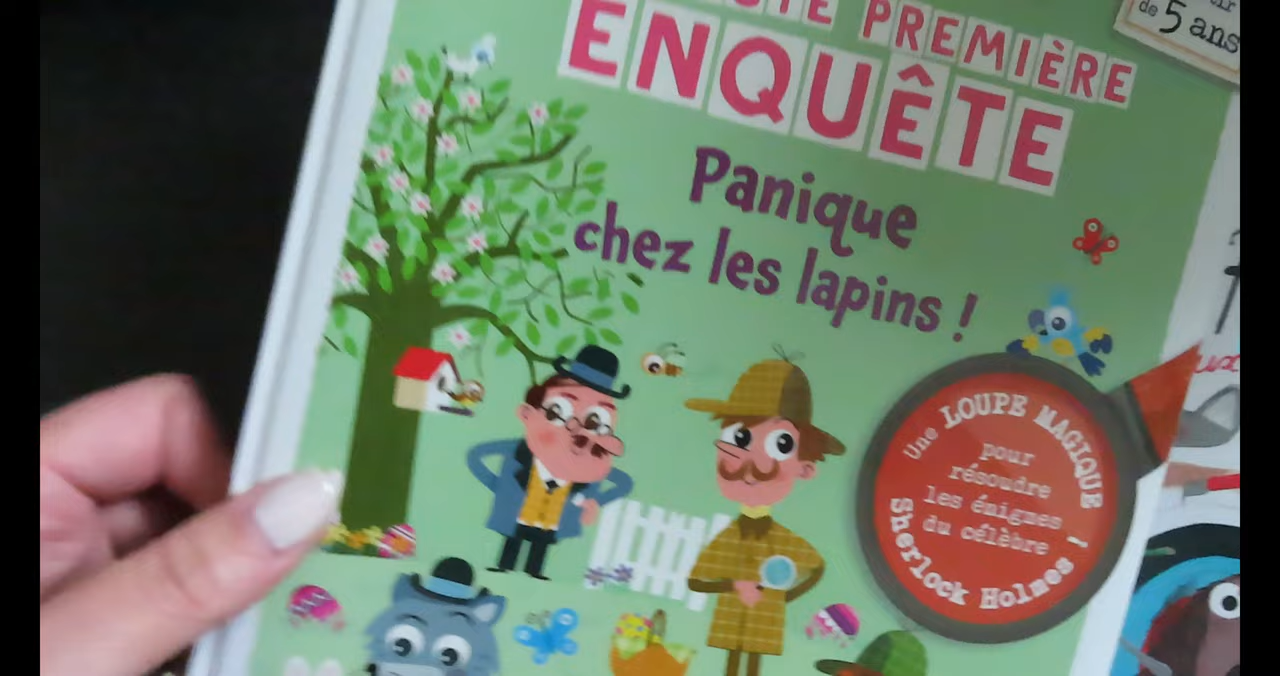 PREMIÈRE
de 5 ans
ENQUÊTE
Panique
chez les lapins !
Une LOUPE MAGIQUE
pour
résoudre
les énigmes
du célèbre
Sherlock Holmes !